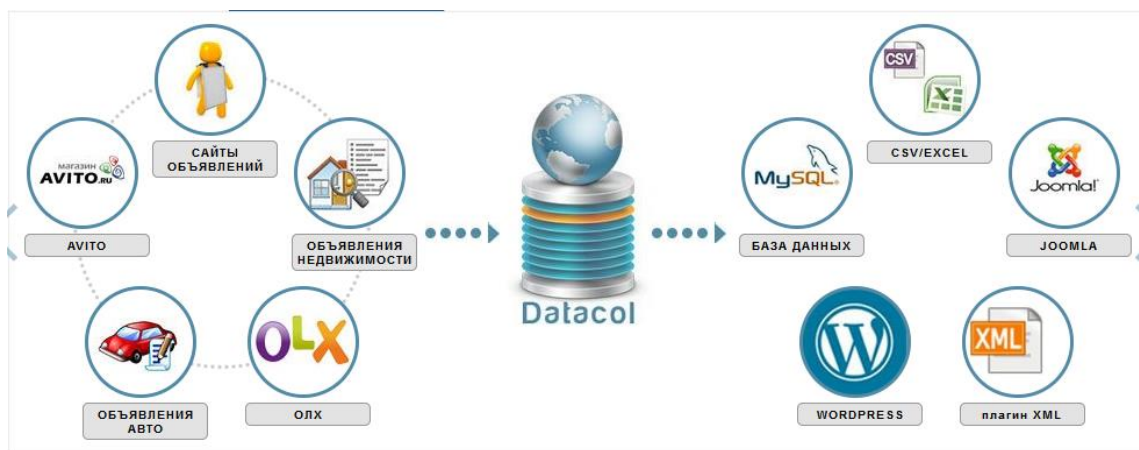 САЙТЫ
ОБЪЯВЛЕНИЙ
магазин
AVITO.RU
AVITO
ОБЪЯВЛЕНИЯ
НЕДВИЖИМОСТИ
ОБЪЯВЛЕНИЯ
АВТО
OLX
ОЛХ
Datacol
CSV
X
CSV/EXCEL
MySQL
БАЗА ДАННЫХ
Joomla!
JOOMLA
W
WORDPRESS
XML
плагин XML